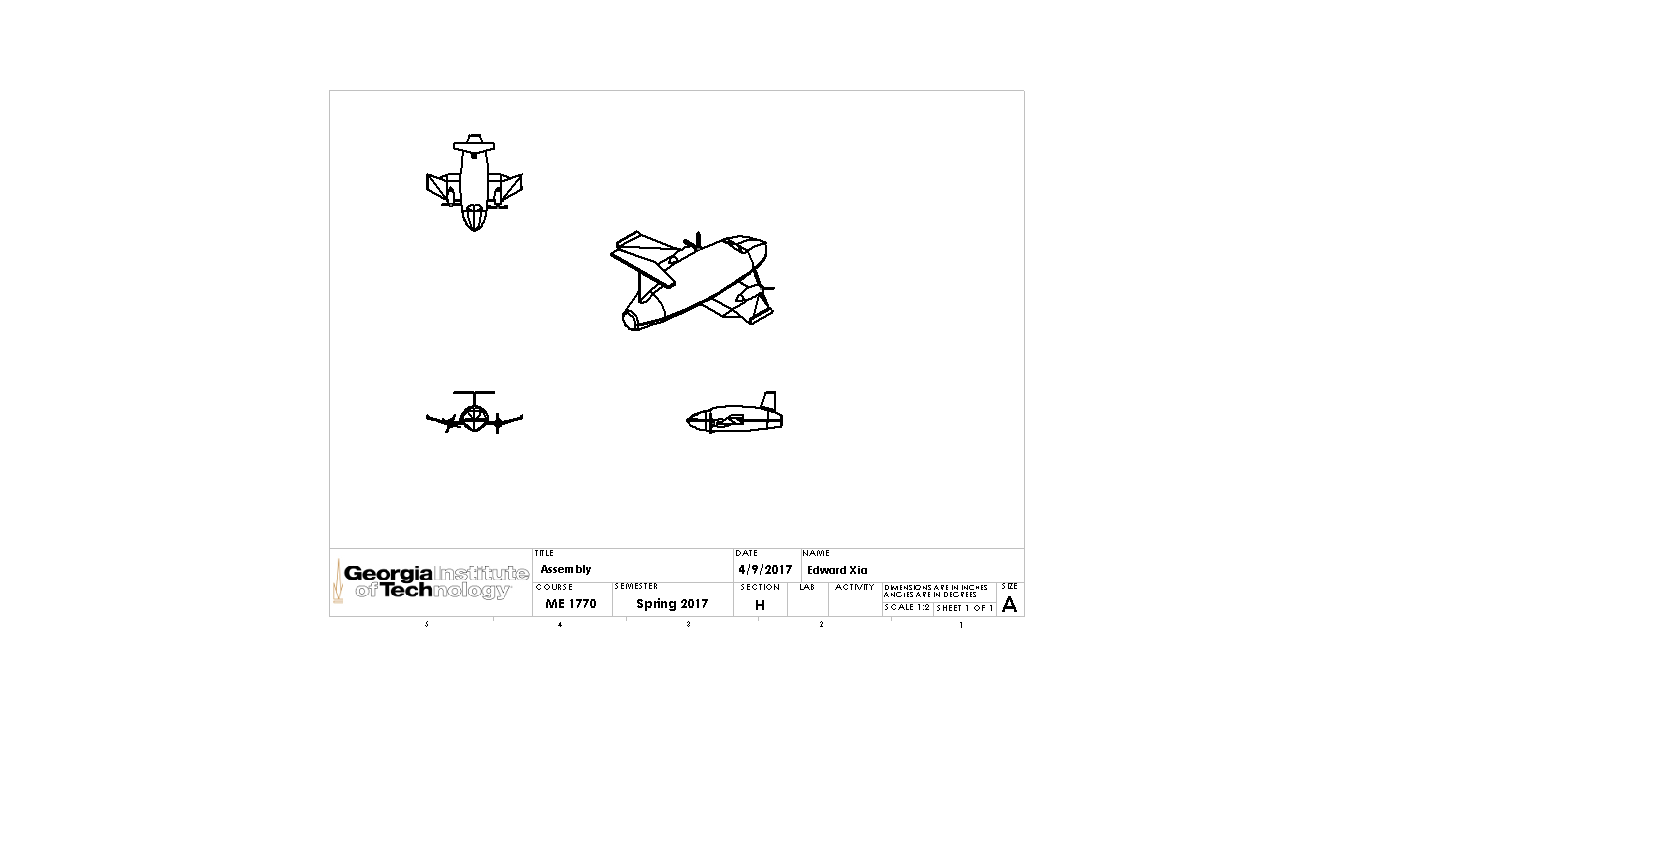 TITLE
DATE
NAME
Georgia Institute
of Technology
Assembly
4/9/2017
Edward Xia
COURSE
SEMESTER
SECTION
LAB
ACTIVITY
DIMENSIONS ARE IN INCHES
ANGLES ARE IN DEGREES
SIZE
ME 1770
Spring 2017
H
SCALE 1:2
SHEET 1 OF 1
A
5
4
3
2
1